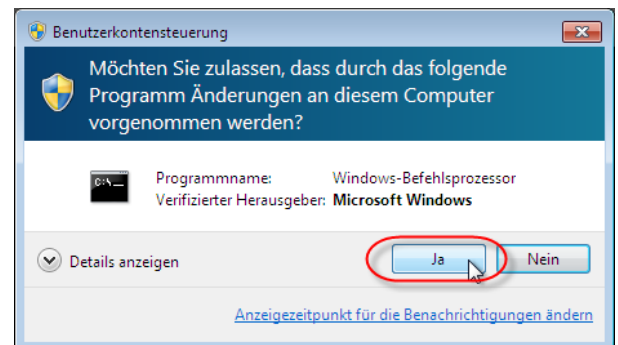 Benutzerkontensteuerung
Möchten Sie zulassen, dass durch das folgende
Programm Änderungen an diesem Computer
vorgenommen werden?
C:\_
Programmname: Windows-Befehlsprozessor
Verifizierter Herausgeber: Microsoft Windows
Details anzeigen
Ja
Nein
Anzeigezeitpunkt für die Benachrichtigungen ändern